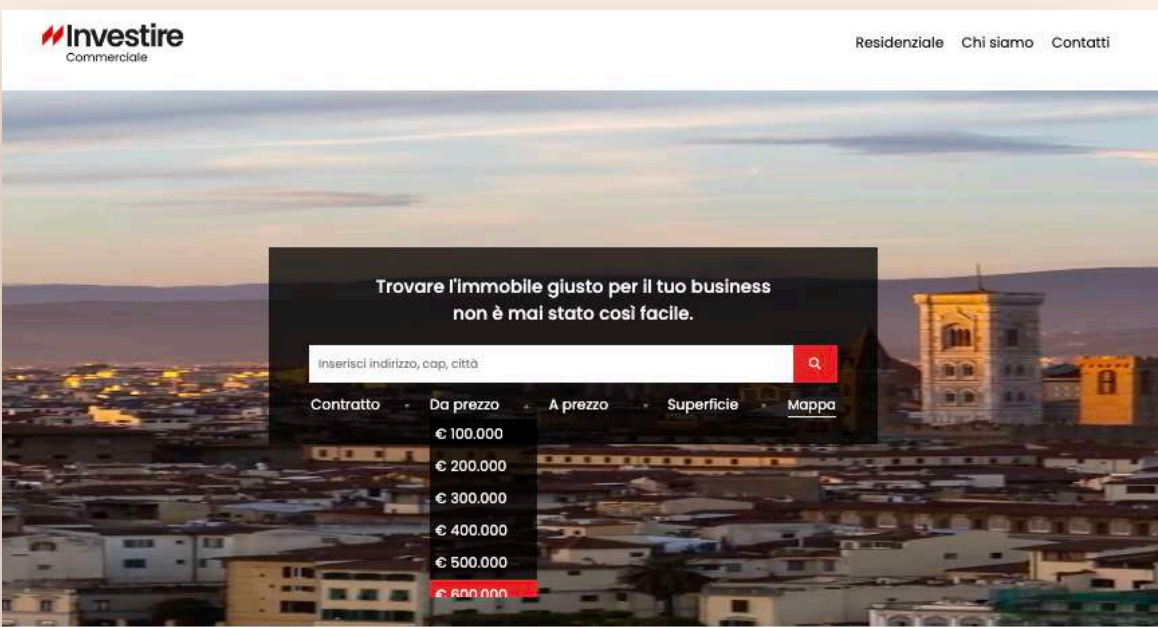 Investire
Commerciale
Residenziale Chi siamo Contatti
Trovare l'immobile giusto per il tuo business
non è mai stato così facile.
Inserisci indirizzo, cap, città
Contratto Da prezzo A prezzo Superficie Mappa
€ 100.000
€ 200.000
€ 300.000
€ 400.000
€ 500.000
€ 600.000